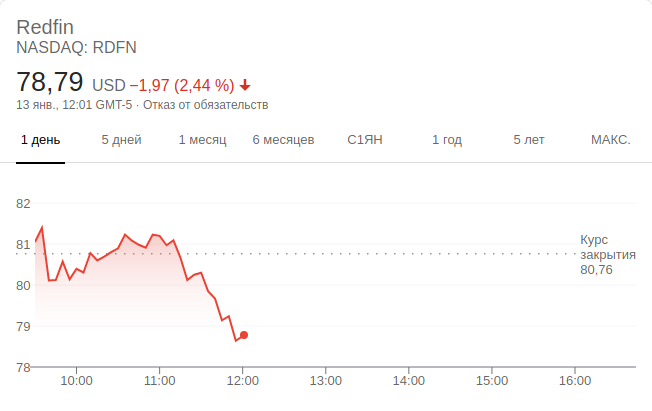 Redfin
NASDAQ: RDFN
78,79 USD −1,97 (2,44 %)
13 янв., 12:01 GMT-5 · Отказ от обязательств
1 день 5 дней 1 месяц 6 месяцев С1ЯН 1 год 5 лет МАКС.
82
81
80
79
78
Курс
закрытия
80,76
10:00 11:00 12:00 13:00 14:00 15:00 16:00